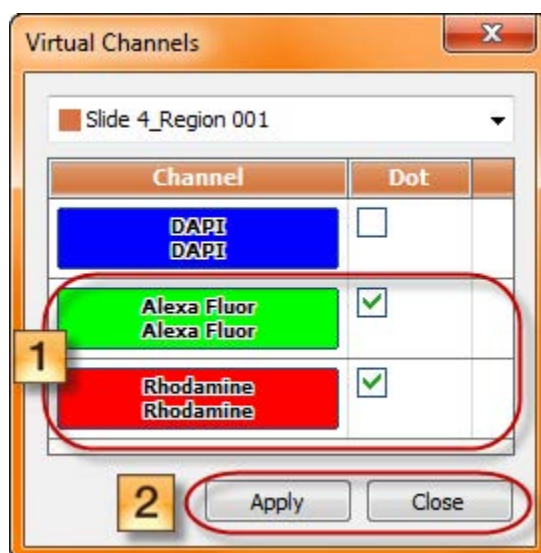 Virtual Channels
x
Slide 4_Region 001
Channel Dot
DAPI
DAPI
Alexa Fluor
Alexa Fluor
1
Rhodamine
Rhodamine
2 Apply Close